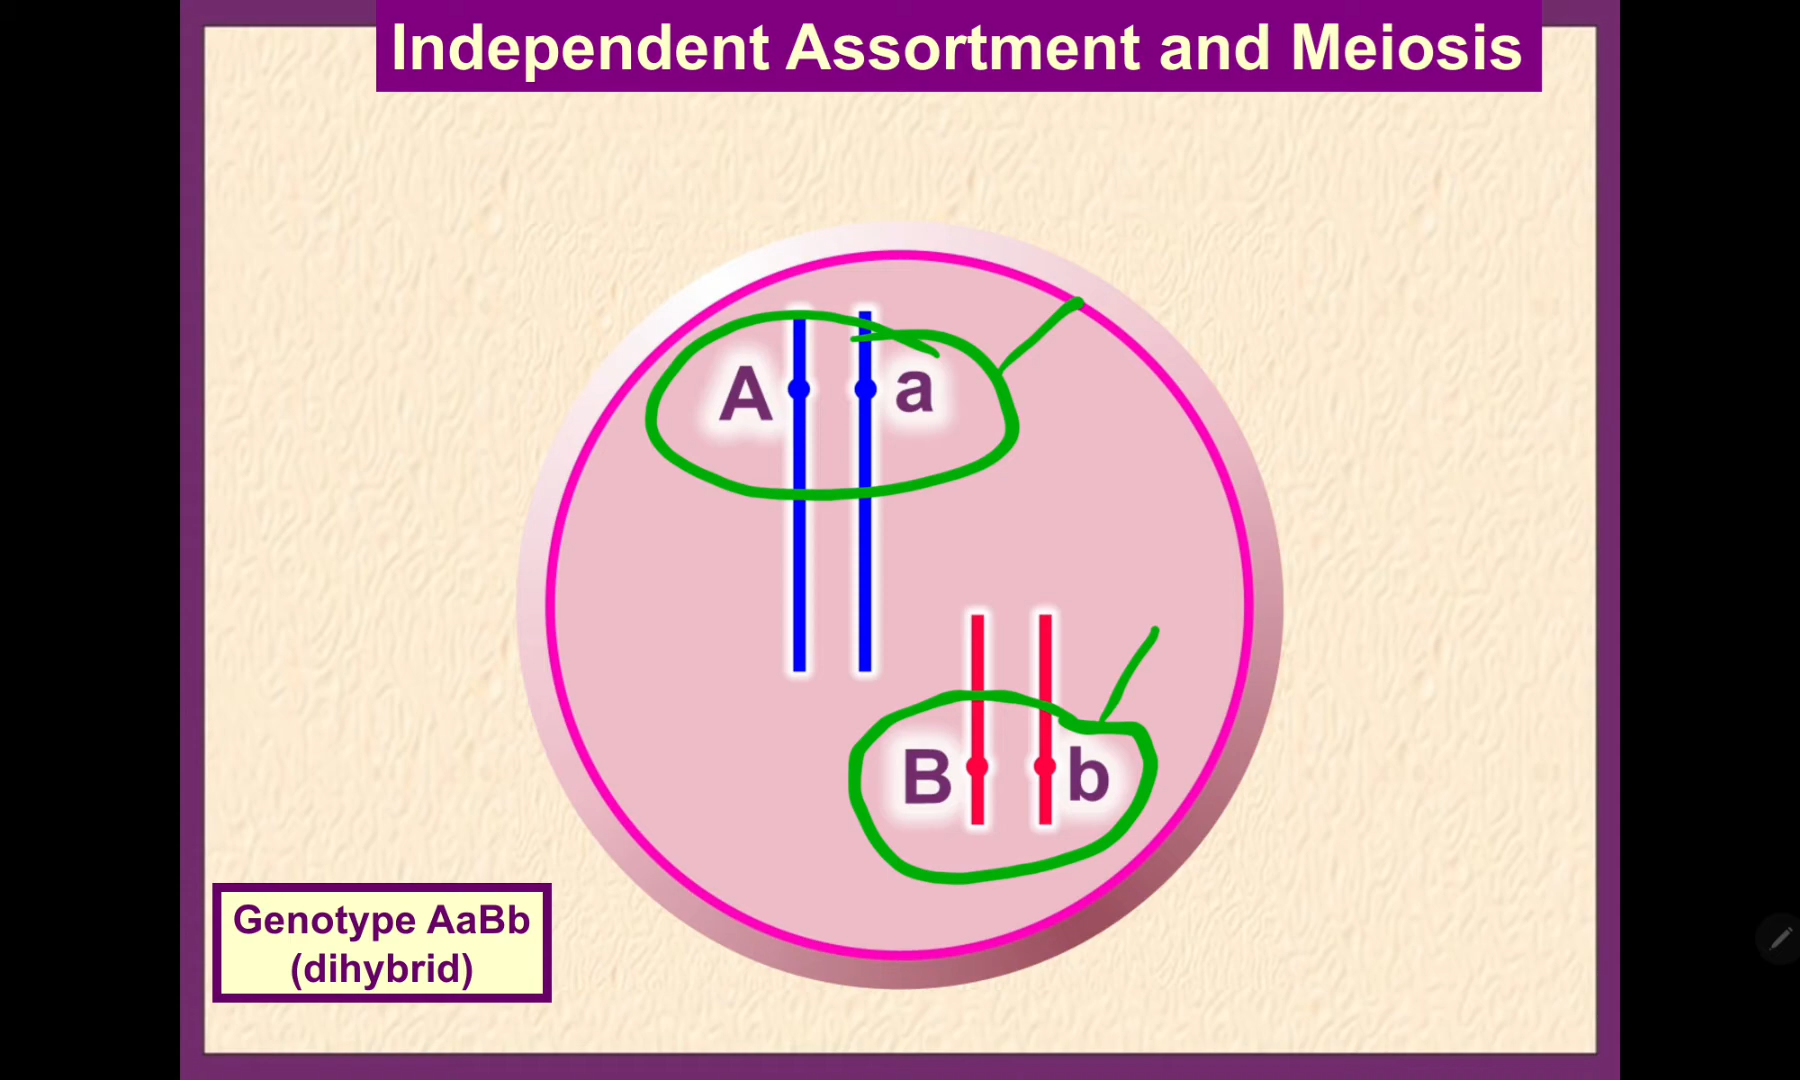 Independent Assortment and Meiosis
A a
B b
Genotype AaBb
(dihybrid)